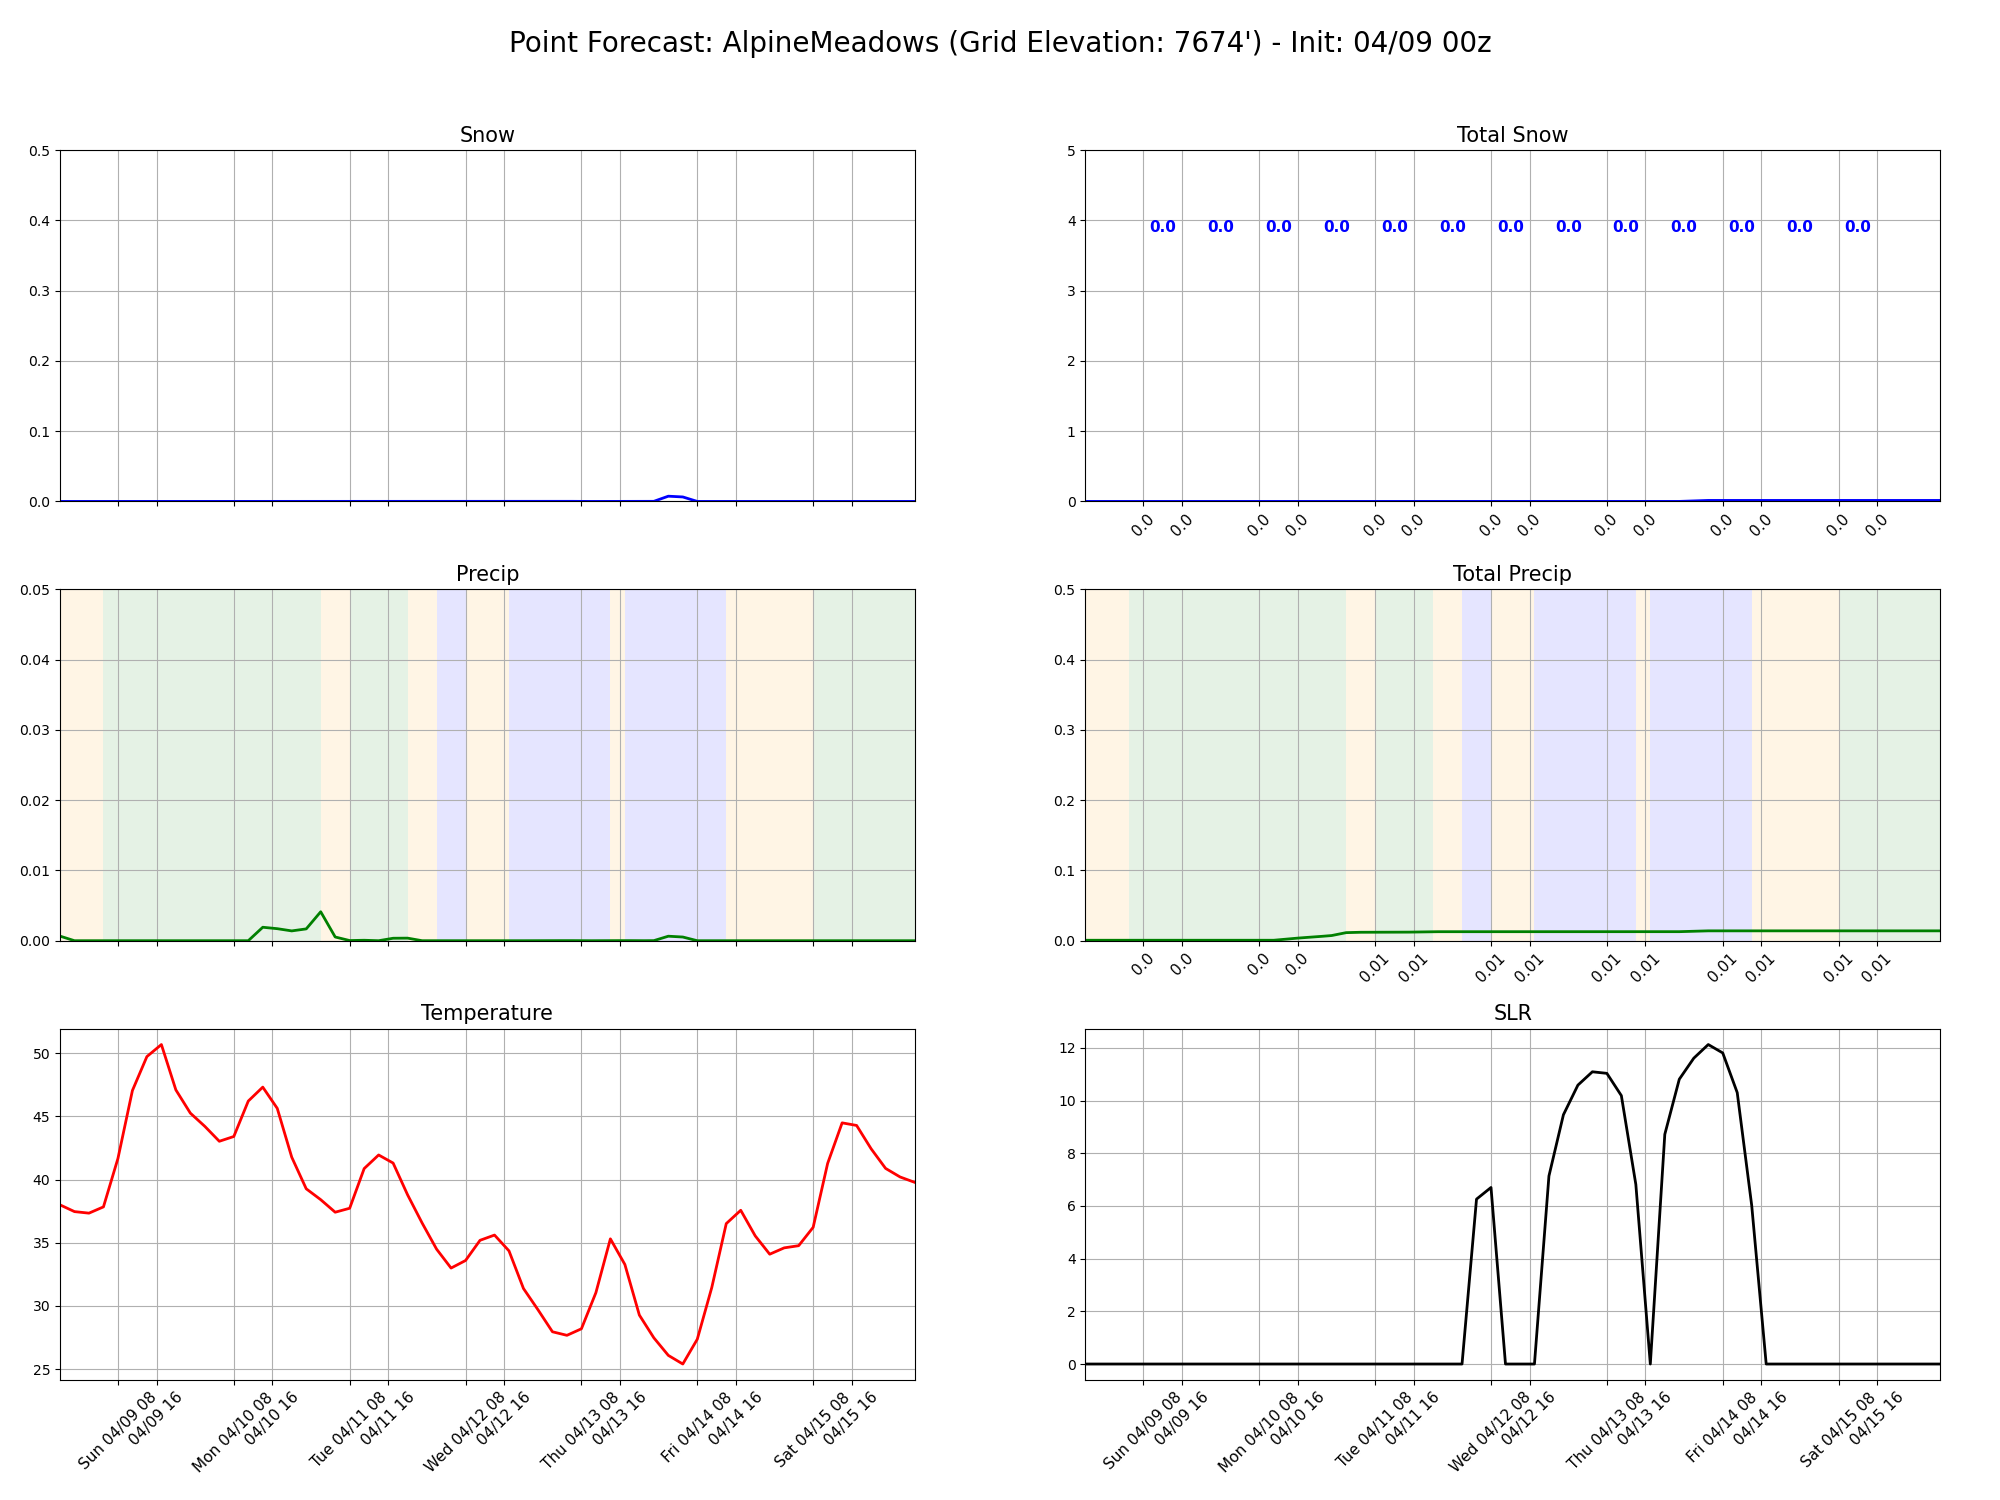 Point Forecast: AlpineMeadows (Grid Elevation: 7674') - Init: 04/09 00z
Snow
0.5
0.4
0.3
0.2
0.1
0.0
Total Snow
5
4
3
2
1
0
0.0 0.0 0.0 0.0 0.0 0.0 0.0 0.0 0.0 0.0 0.0 0.0 0.0
0.0 0.0 0.0 0.0 0.0 0.0 0.0 0.0 0.0 0.0 0.0 0.0 0.0 0.0
Precip
0.05
0.04
0.03
0.02
0.01
0.00
Total Precip
0.5
0.4
0.3
0.2
0.1
0.0
0.0 0.0 0.0 0.0 0.01 0.01 0.01 0.01 0.01 0.01 0.01 0.01 0.01 0.01
Temperature
50
45
40
35
30
25
Sun 04/09 08
04/09 16
Mon 04/10 08
04/10 16
Tue 04/11 08
04/11 16
Wed 04/12 08
04/12 16
Thu 04/13 08
04/13 16
Fri 04/14 08
04/14 16
Sat 04/15 08
04/15 16
SLR
12
10
8
6
4
2
0
Sun 04/09 08
04/09 16
Mon 04/10 08
04/10 16
Tue 04/11 08
04/11 16
Wed 04/12 08
04/12 16
Thu 04/13 08
04/13 16
Fri 04/14 08
04/14 16
Sat 04/15 08
04/15 16